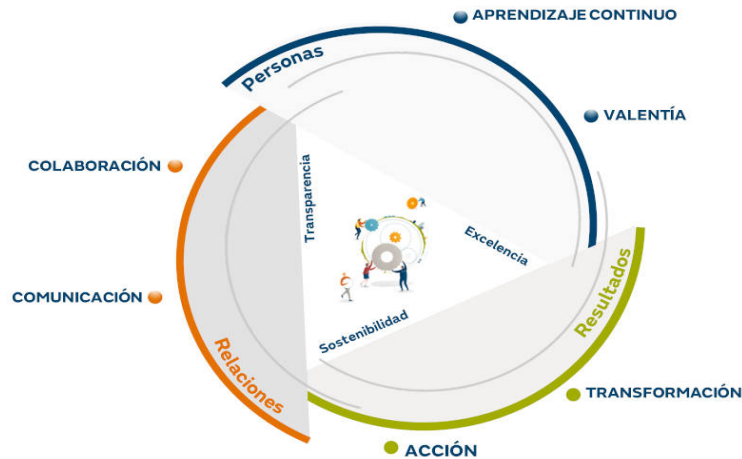 APRENDIZAJE CONTINUO
Personas
VALENTÍA
COLABORACIÓN
Transparencia
Excelencia
COMUNICACIÓN
Sostenibilidad
Resultados
Relaciones
TRANSFORMACIÓN
ACCIÓN